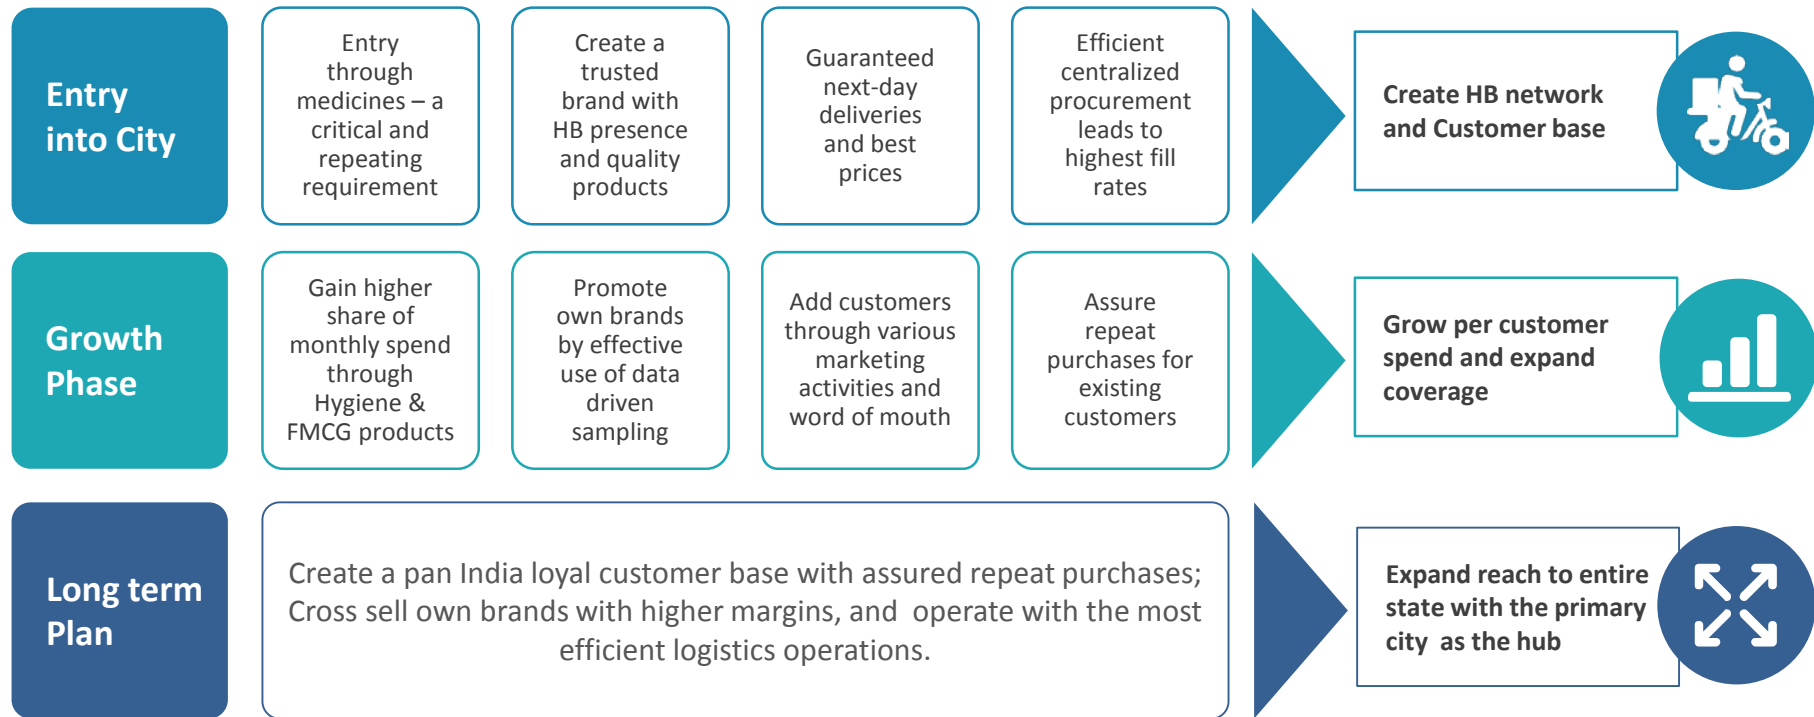 Entry
into City
Entry
through
medicines – a
critical and
repeating
requirement
Create a
trusted
brand with
HB presence
and quality
products
Guaranteed
next-day
deliveries
and best
prices
Efficient
centralized
procurement
leads to
highest fill
rates
Create HB network
and Customer base
Growth
Phase
Gain higher
share of
monthly spend
through
Hygiene &
FMCG products
Promote
own brands
by effective
use of data
driven
sampling
Add customers
through various
marketing
activities and
word of mouth
Assure
repeat
purchases for
existing
customers
Grow per customer
spend and expand
coverage
Long term
Plan
Create a pan India loyal customer base with assured repeat purchases;
Cross sell own brands with higher margins, and operate with the most
efficient logistics operations.
Expand reach to entire
state with the primary
city as the hub